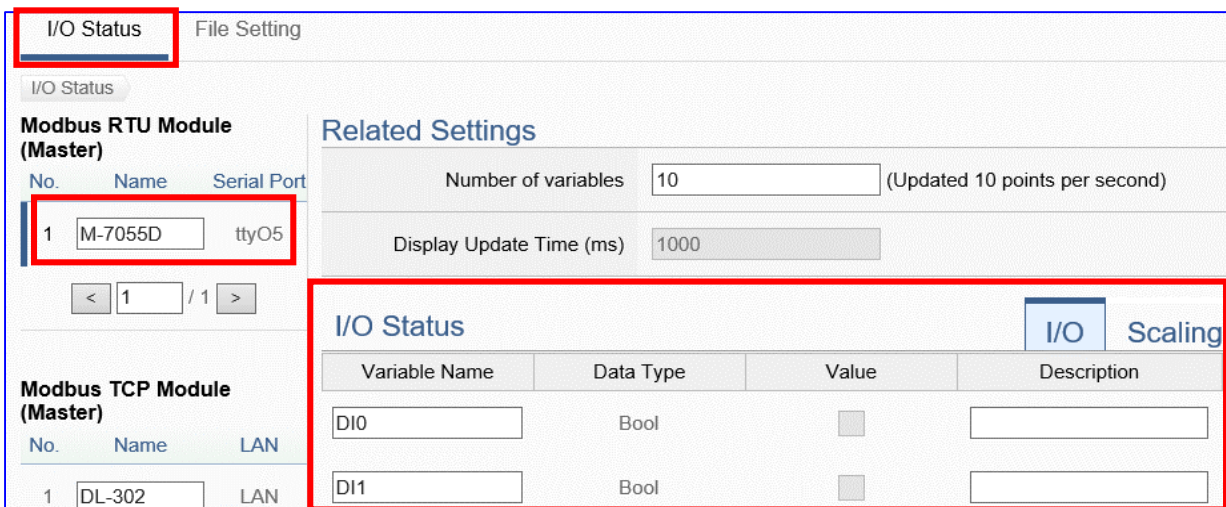 I/O Status File Setting
I/O Status
Modbus RTU Module
(Master)
No. Name Serial Port
1 M-7055D ttyO5
< 1 / 1 >
Modbus TCP Module
(Master)
No. Name LAN
1 DL-302 LAN
Related Settings
Number of variables 10 (Updated 10 points per second)
Display Update Time (ms) 1000
I/O Status I/O Scaling
Variable Name Data Type Value Description
DI0 Bool
DI1 Bool